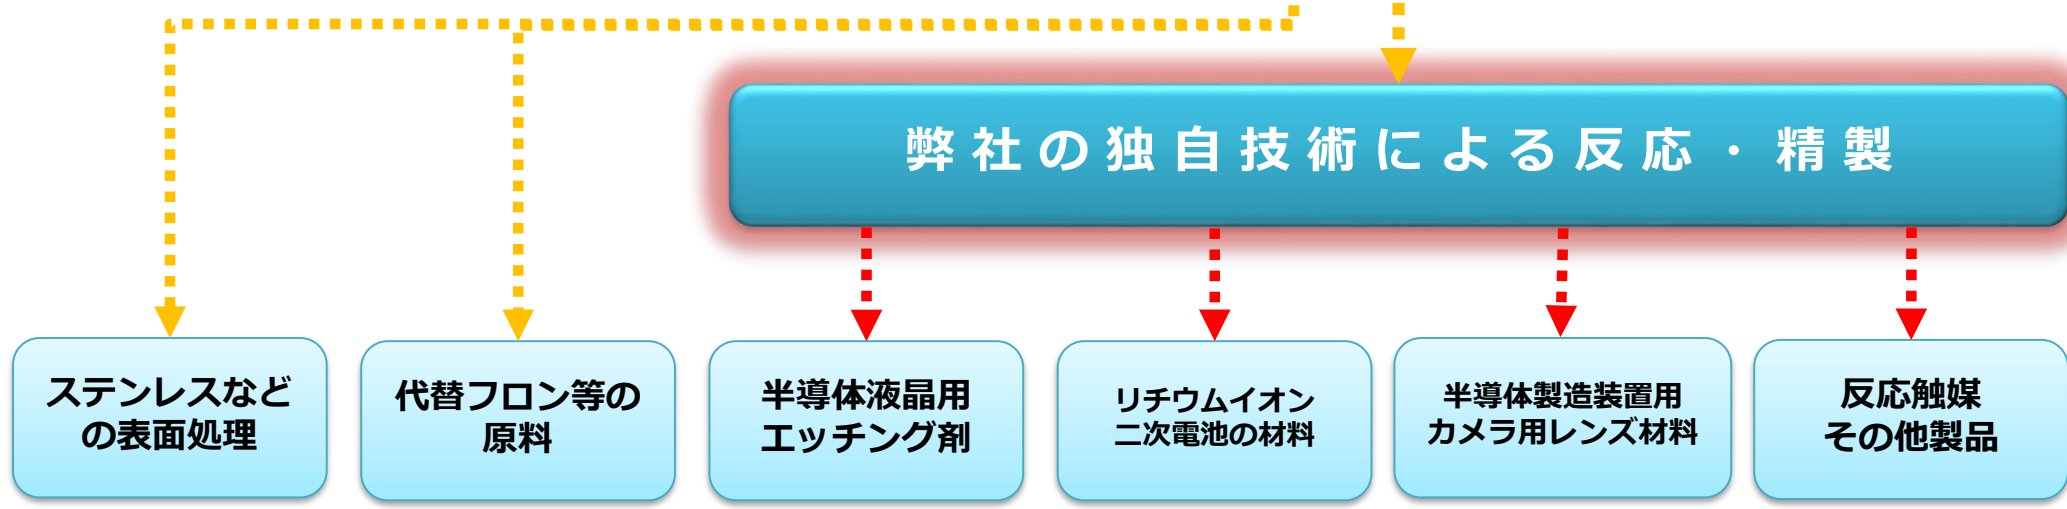 弊社の独自技術による反応・精製
ステンレスなど
の表面処理
代替フロン等の
原料
半導体液晶用
エッチング剤
リチウムイオン
二次電池の材料
半導体製造装置用
カメラ用レンズ材料
反応触媒
その他製品